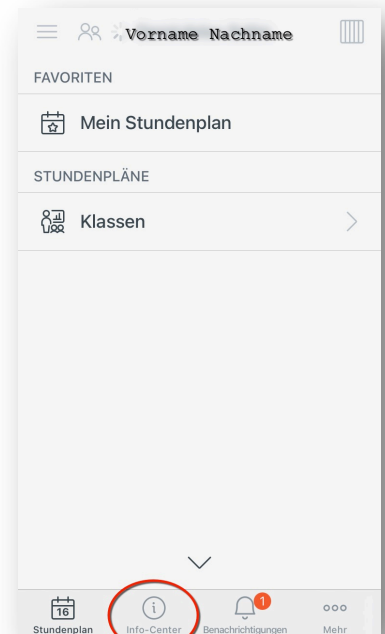 Vorname Nachname
FAVORITEN
Mein Stundenplan
STUNDENPLÄNE
Klassen
1
16
Stundenplan Info-Center Benachrichtigungen Mehr